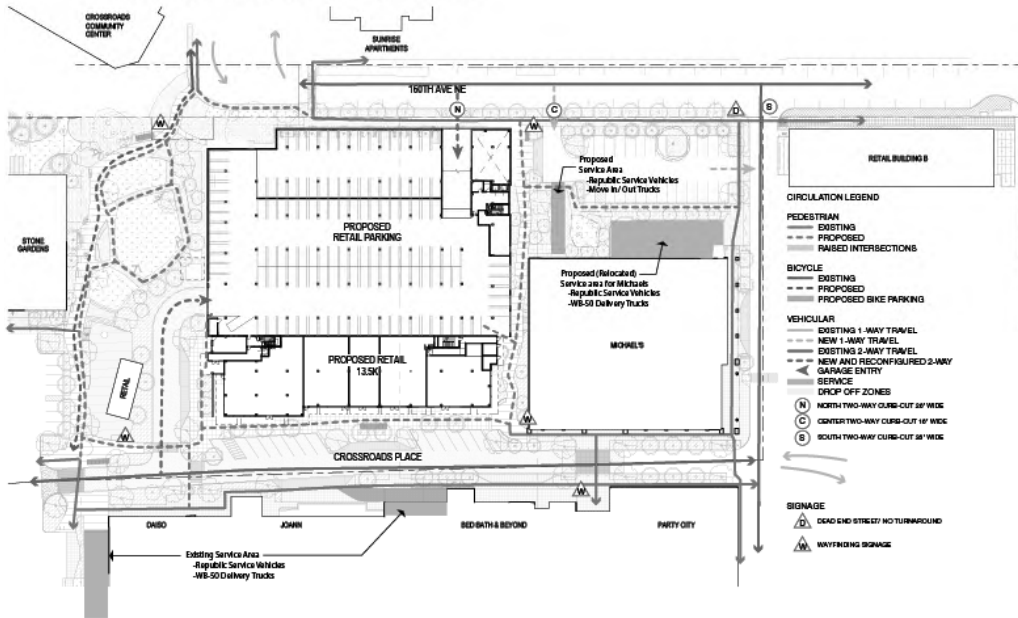 CROSSROADS
COMMUNITY
CENTER
SUNRISE
APARTMENTS
160TH AVE NE
N
C
D
S
W
W
RETAIL BUILDING B
Proposed
Service Area
-Republic Service Vehicles
-Move In/ Out Trucks
PROPOSED
RETAIL PARKING
STONE
GARDENS
Proposed (Relocated)
Service area for Michaels
-Republic Service Vehicles
-WB-50 Delivery Trucks
MICHAEL'S
PROPOSED RETAIL
13.5K
RETAIL
W
W
CROSSROADS PLACE
W
DAISO
JOANN
BED BATH & BEYOND
PARTY CITY
Existing Service Area
-Republic Service Vehicles
-WB-50 Delivery Trucks
CIRCULATION LEGEND
PEDESTRIAN
EXISTING
PROPOSED
RAISED INTERSECTIONS
BICYCLE
EXISTING
PROPOSED
PROPOSED BIKE PARKING
VEHICULAR
EXISTING 1-WAY TRAVEL
NEW 1-WAY TRAVEL
EXISTING 2-WAY TRAVEL
NEW AND RECONFIGURED 2-WAY
GARAGE ENTRY
SERVICE
DROP OFF ZONES
N NORTH TWO-WAY CURB-CUT 26' WIDE
C CENTER TWO-WAY CURB-CUT 16' WIDE
S SOUTH TWO-WAY CURB-CUT 28' WIDE
SIGNAGE
D DEAD END STREET/ NO TURNAROUND
W WAYFINDING SIGNAGE